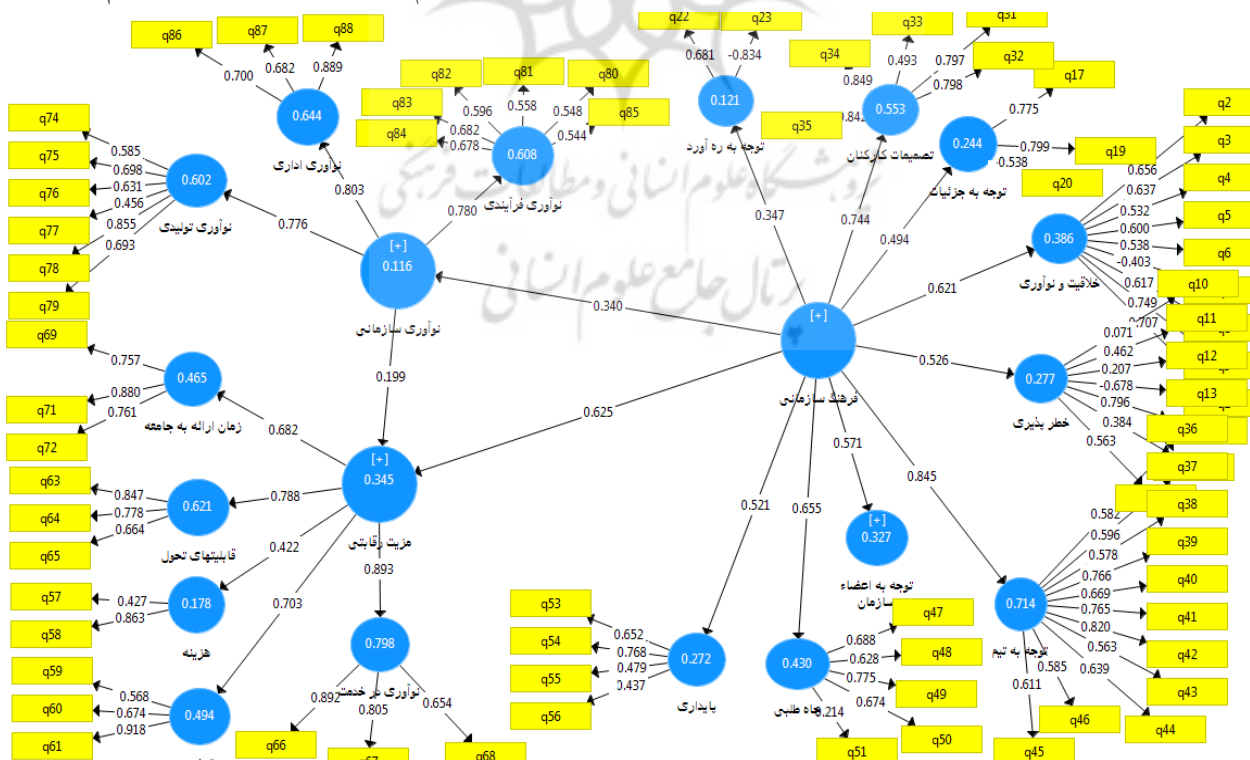 q86
q87
q88
0.700
0.682
0.889
0.644
نوآوری اداری
q82
q81
q80
q83
q84
q85
0.596
0.558
0.548
0.682
0.678
0.544
0.608
نوآوری فرآیندی
q22
q23
0.681
-0.834
0.121
توجه به ره آورد
q33
q31
q34
q32
q35
0.493
0.797
0.849
0.798
0.842
0.553
تصمیمات کارکنان
q17
0.775
0.799
q19
-0.538
q20
0.244
توجه به جزئیات
q74
q75
q76
q77
q78
q79
0.585
0.698
0.631
0.456
0.855
0.693
0.602
نوآوری تولیدی
0.803
0.776
0.780
[+]
0.116
نوآوری سازمانی
0.347
0.744
0.494
0.621
0.340
0.526
[+]
فرهنگ سازمانی
پژوهشگاه علوم انسانی و مطالعات فرهنگی
پرتال جامع علوم انسانی
q2
q3
q4
q5
q6
0.656
0.637
0.532
0.600
0.538
-0.403
0.617
0.749
0.707
0.386
خلاقیت و نوآوری
q10
q11
q12
q13
0.071
0.462
0.207
-0.678
0.796
0.384
0.563
0.277
خطر پذیری
q69
q71
q72
0.757
0.880
0.761
0.465
زمان ارائه به جامعه
0.199
0.625
0.682
[+]
0.345
مزیت رقابتی
q63
q64
q65
0.847
0.778
0.664
0.621
قابلیتهای تحول
0.788
0.422
0.703
0.893
q57
q58
0.427
0.863
0.178
هزینه
q59
q60
q61
0.568
0.674
0.918
0.494
0.798
نوآوری در خدمت
0.892
0.805
0.654
q66
q67
q68
0.521
0.655
0.571
0.845
[+]
0.327
توجه به اعضاء
سازمان
q53
q54
q55
q56
0.652
0.768
0.479
0.437
0.272
پایداری
q47
q48
q49
q50
q51
0.688
0.628
0.775
0.674
0.214
0.430
جاه طلبی
q36
q37
q38
q39
q40
q41
q42
q43
q44
q45
q46
0.582
0.596
0.578
0.766
0.669
0.765
0.820
0.563
0.639
0.585
0.611
0.714
توجه به تیم